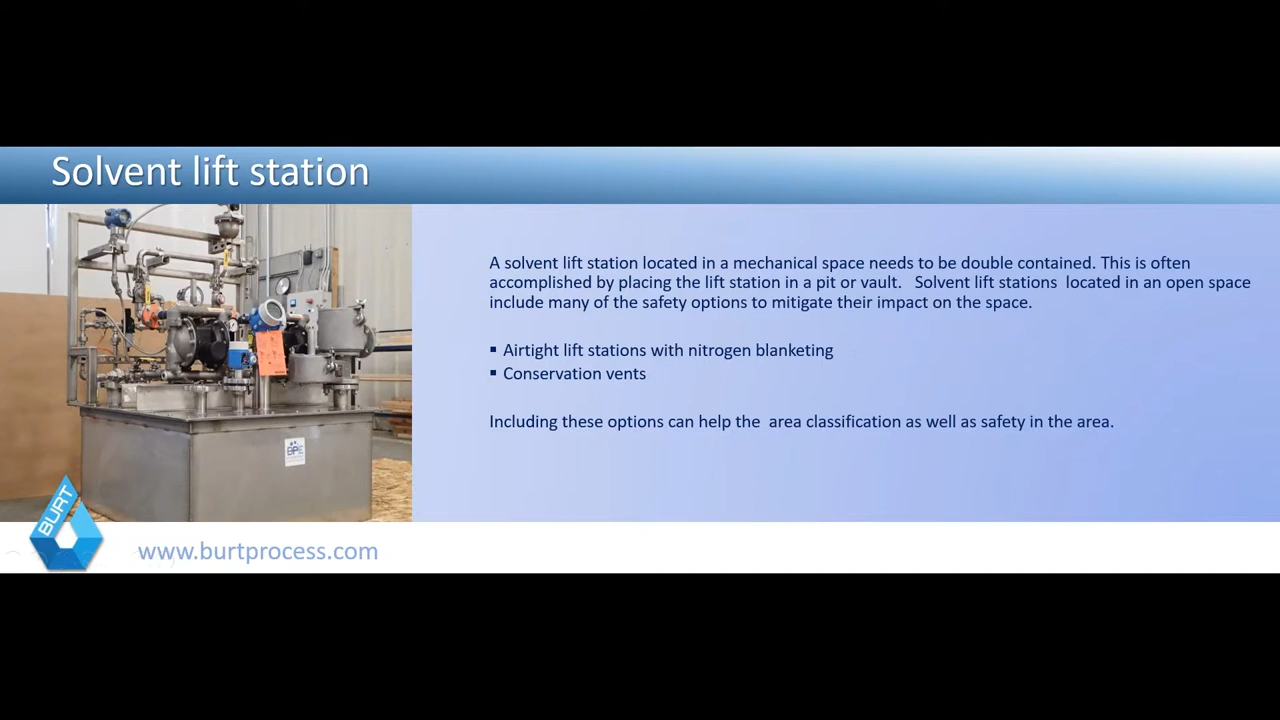 Solvent lift station
A solvent lift station located in a mechanical space needs to be double contained. This is often
accomplished by placing the lift station in a pit or vault.   Solvent lift stations  located in an open space
include many of the safety options to mitigate their impact on the space.
▪ Airtight lift stations with nitrogen blanketing
▪ Conservation vents
Including these options can help the  area classification as well as safety in the area.
BURT
www.burtprocess.com